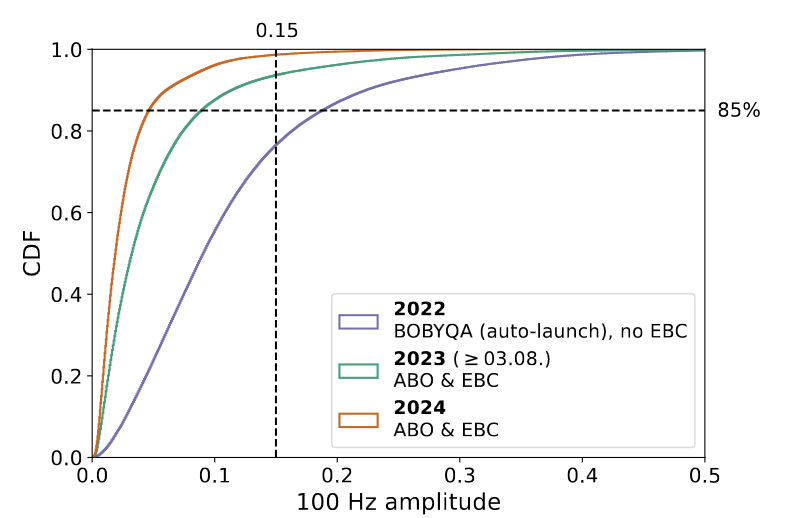 0.15
1.0
0.8
0.6
0.4
0.2
0.0
CDF
85%
2022
BOBYQA (auto-launch), no EBC
2023 (≥03.08.)
ABO & EBC
2024
ABO & EBC
0.0 0.1 0.2 0.3 0.4 0.5
100 Hz amplitude